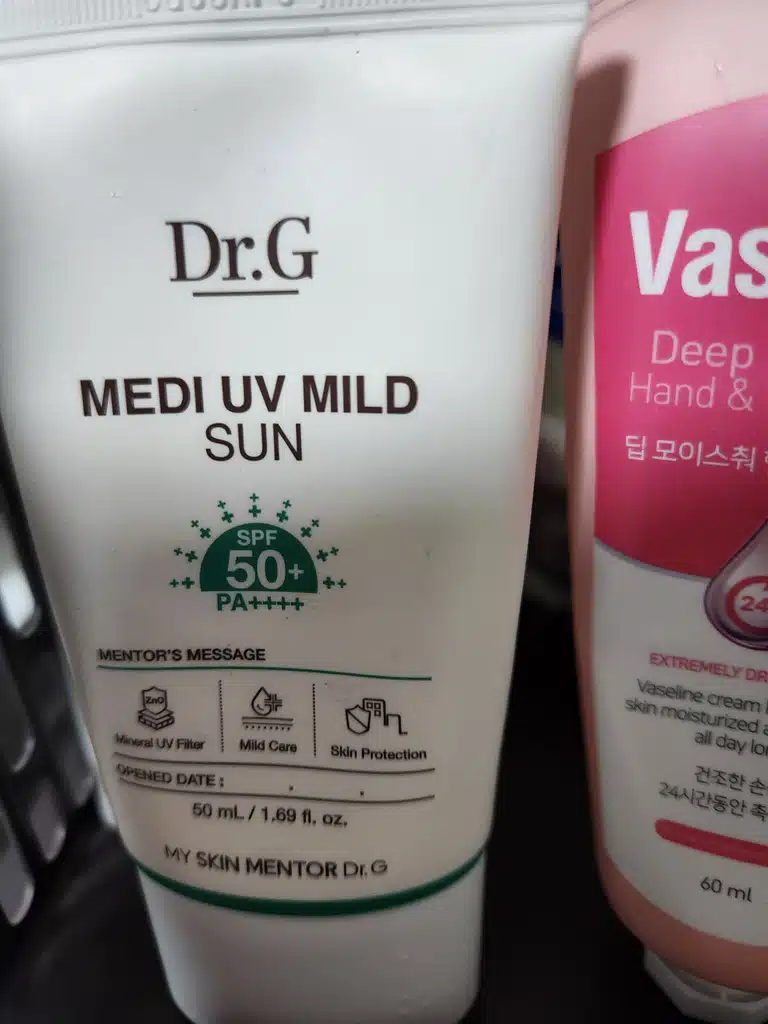 Dr.G
MEDI UV MILD
SUN
SPF
50+
PA++++
MENTOR'S MESSAGE
ZnO
Mineral UV Filter
Mild Care
Skin Protection
OPENED DATE : . .
50 mL / 1.69 fl. oz.
MY SKIN MENTOR Dr.G
Vas
Deep
Hand &
딥 모이스춰
24
EXTREMELY DR
Vaseline cream
skin moisturized a
all day lo
건조한 손
24시간동안 촉
60 ml